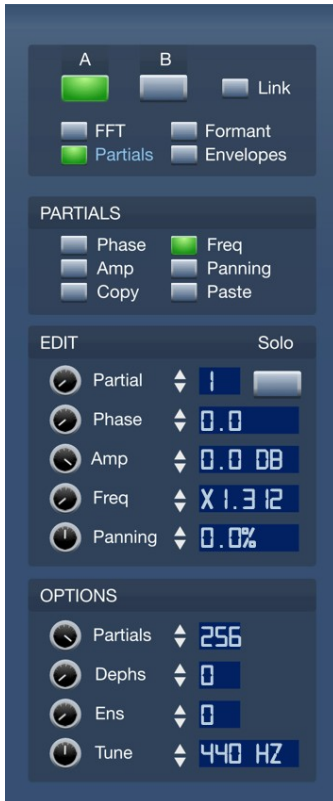 A B
Link
FFT Formant
Partials Envelopes
PARTIALS
Phase Freq
Amp Panning
Copy Paste
EDIT Solo
Partial 1
Phase 0.0
Amp 0.0 DB
Freq X1.312
Panning 0.0%
OPTIONS
Partials 256
Dephs 0
Ens 0
Tune 440 HZ